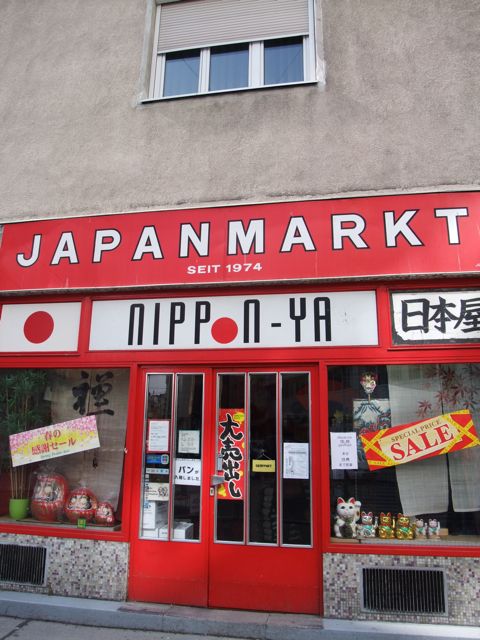 JAPANMARKT
SEIT 1974
NIPPON-YA
日本屋
禅
春の
感謝セール
大売出し
パンが
入荷しました
SPECIAL PRICE
SALE